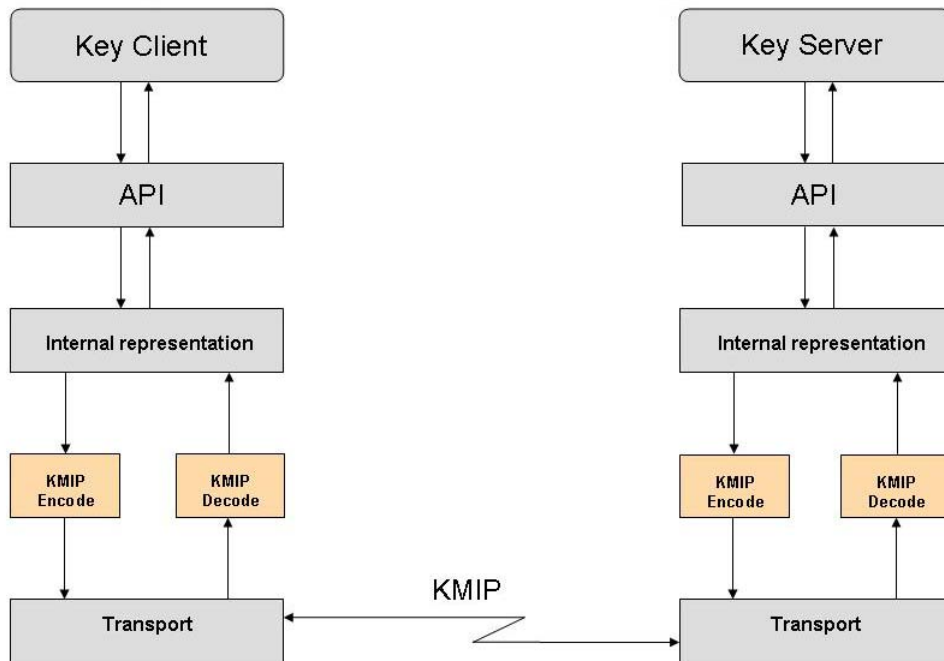 Key Client
Key Server
API
API
Internal representation
Internal representation
KMIP
Encode
KMIP
Decode
KMIP
Encode
KMIP
Decode
KMIP
Transport
Transport